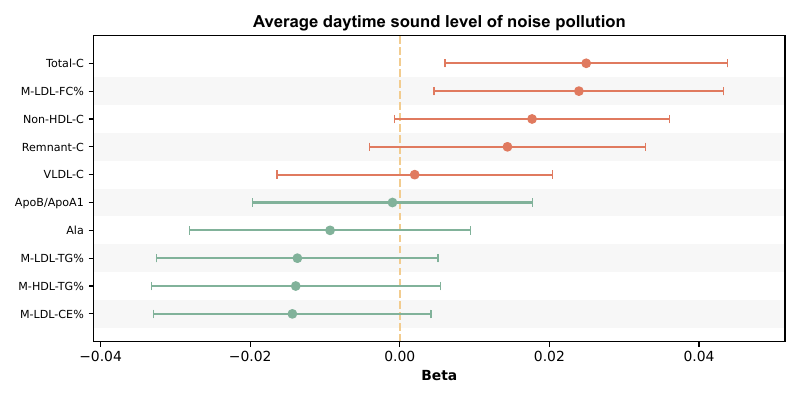 Average daytime sound level of noise pollution
Total-C
M-LDL-FC%
Non-HDL-C
Remnant-C
VLDL-C
ApoB/ApoA1
Ala
M-LDL-TG%
M-HDL-TG%
M-LDL-CE%
−0.04 −0.02 0.00 0.02 0.04
Beta